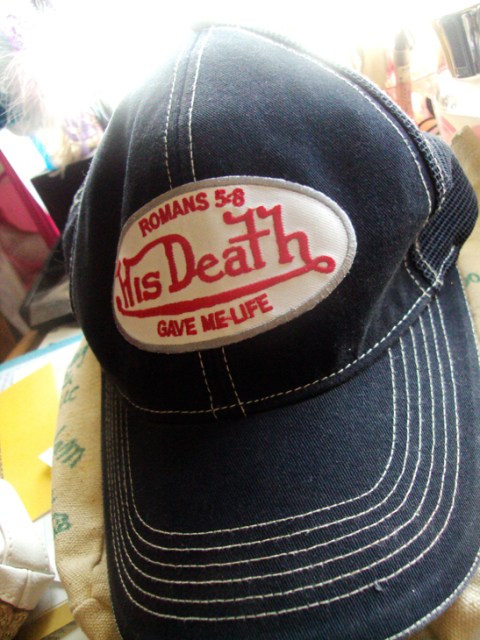 ROMANS 5:8
His Death
GAVE ME-LIFE